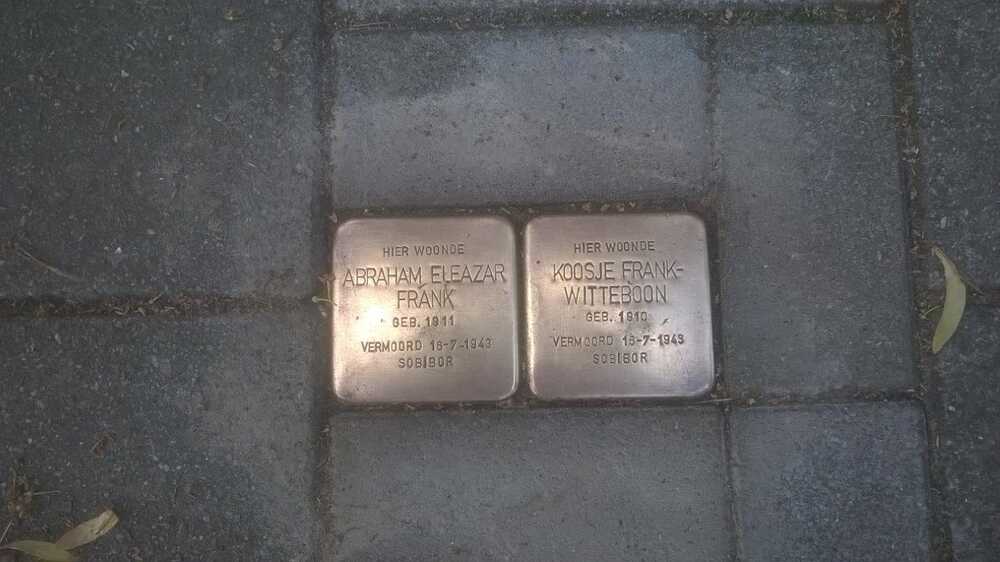 HIER WOONDE
ABRAHAM ELEAZAR
FRANK
GEB. 1911
VERMOORD 16-7-1943
SOBIBOR
HIER WOONDE
KOOSJE FRANK-
WITTEBOON
GEB. 1910
VERMOORD 16-7-1943
SOBIBOR